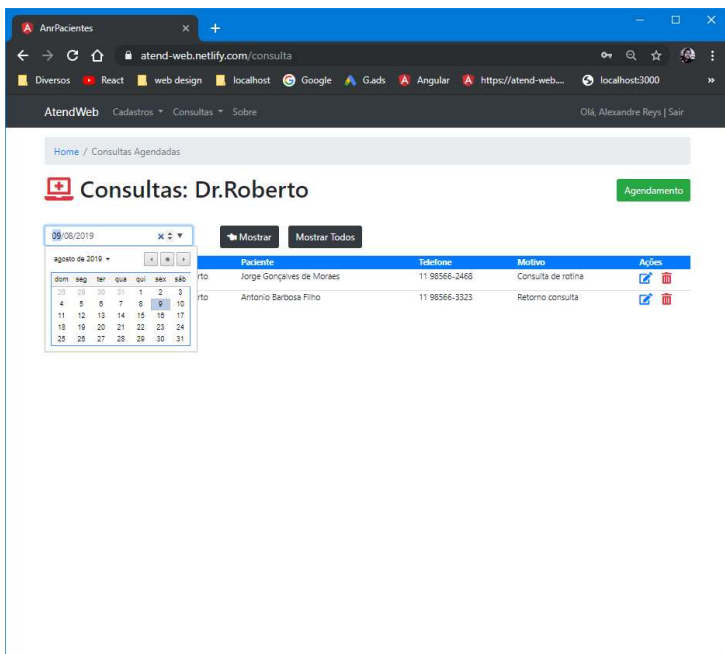 AnrPacientes
atend-web.netlify.com/consulta
Diversos React web design localhost Google G.ads Angular https://atend-web.... localhost:3000 »
AtendWeb Cadastros Consultas Sobre Olá, Alexandre Reys | Sair
Home / Consultas Agendadas
Consultas: Dr.Roberto Agendamento
09/08/2019 Mostrar Mostrar Todos
Paciente Telefone Motivo Ações
rto Jorge Gonçalves de Moraes 11 98566-2468 Consulta de rotina
rto Antonio Barbosa Filho 11 98566-3323 Retorno consulta
agosto de 2019
dom seg ter qua qui sex sáb
28 29 30 31 1 2 3
4 5 6 7 8 9 10
11 12 13 14 15 16 17
18 19 20 21 22 23 24
25 26 27 28 29 30 31